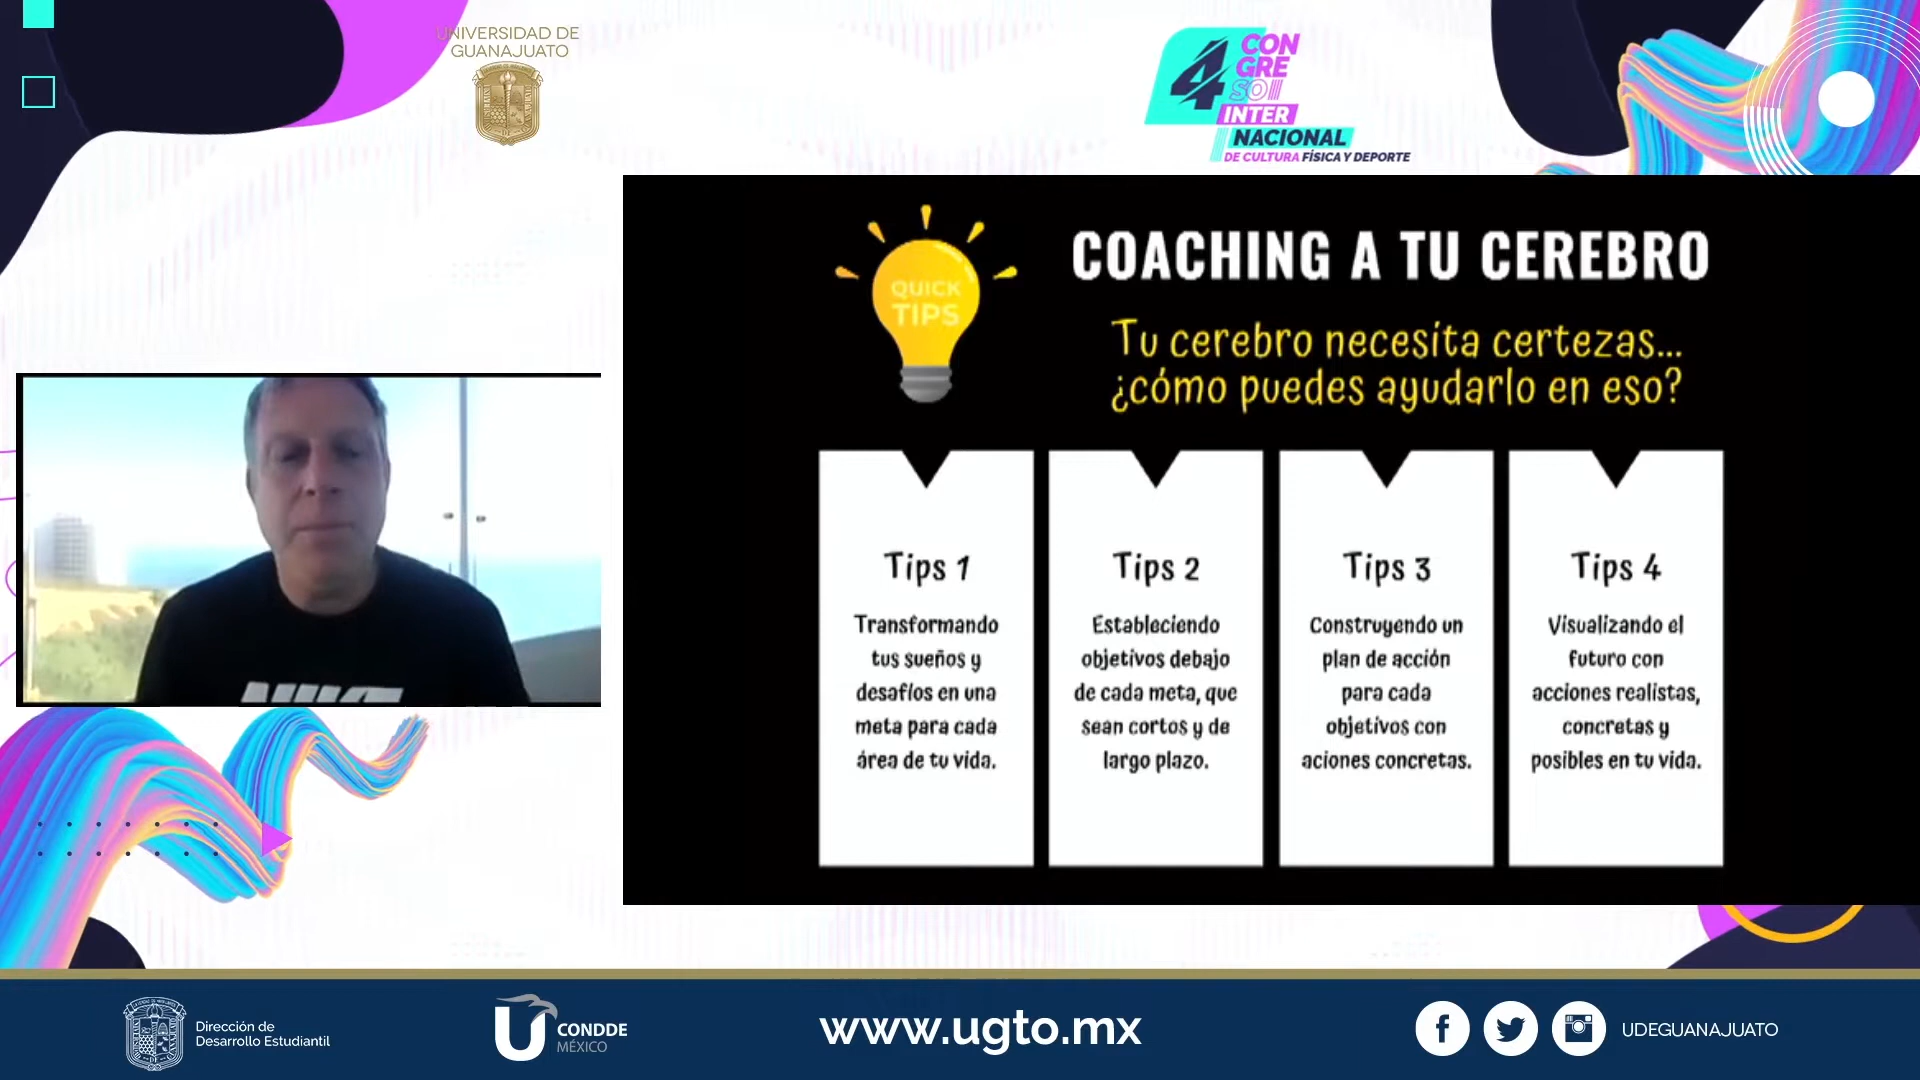 UNIVERSIDAD DE
GUANAJUATO
4
CON
GRE
SO
INTER
NACIONAL
DE CULTURA FÍSICA Y DEPORTE
QUICK
TIPS
COACHING A TU CEREBRO
Tu cerebro necesita certezas...
¿cómo puedes ayudarlo en eso?
Tips 1
Transformando
tus sueños y
desafíos en una
meta para cada
área de tu vida.
Tips 2
Estableciendo
objetivos debajo
de cada meta, que
sean cortos y de
largo plazo.
Tips 3
Construyendo un
plan de acción
para cada
objetivos con
aciones concretas.
Tips 4
Visualizando el
futuro con
acciones realistas,
concretas y
posibles en tu vida.
Dirección de
Desarrollo Estudiantil
U
CONDDE
MÉXICO
www.ugto.mx
UDEGUANAJUATO